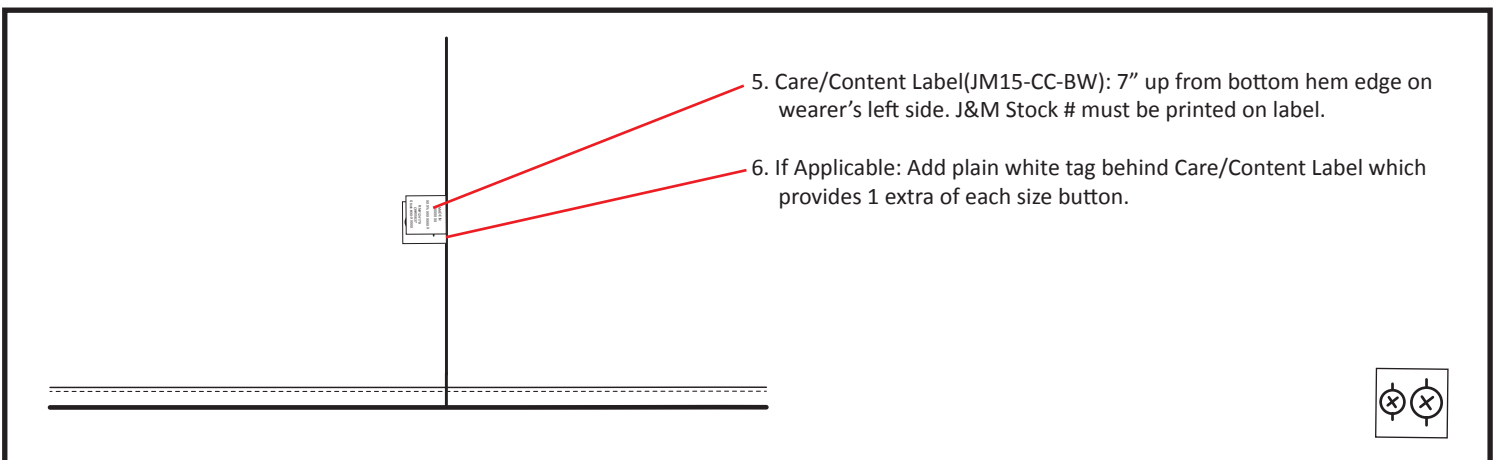 5. Care/Content Label(JM15-CC-BW): 7” up from bottom hem edge on
wearer’s left side. J&M Stock # must be printed on label.
6. If Applicable: Add plain white tag behind Care/Content Label which
provides 1 extra of each size button.